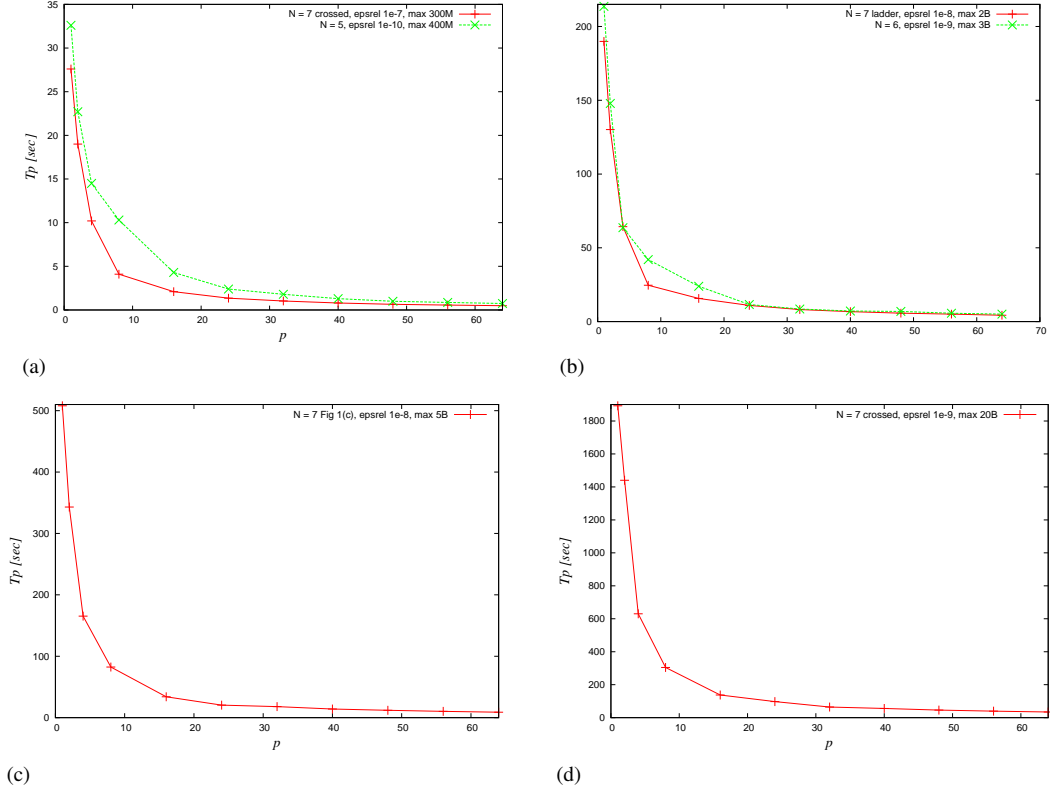 N = 7 crossed, epsrel 1e-7, max 300M
N = 5, epsrel 1e-10, max 400M
35
30
25
20
15
10
5
0
Tp [sec]
0 10 20 30 40 50 60
p
(a)
N = 7 ladder, epsrel 1e-8, max 2B
N = 6, epsrel 1e-9, max 3B
200
150
100
50
0
0 10 20 30 40 50 60 70
(b)
N = 7 Fig 1(c), epsrel 1e-8, max 5B
500
400
300
200
100
0
Tp [sec]
0 10 20 30 40 50 60
p
(c)
N = 7 crossed, epsrel 1e-9, max 20B
1800
1600
1400
1200
1000
800
600
400
200
0
Tp [sec]
0 10 20 30 40 50 60
p
(d)